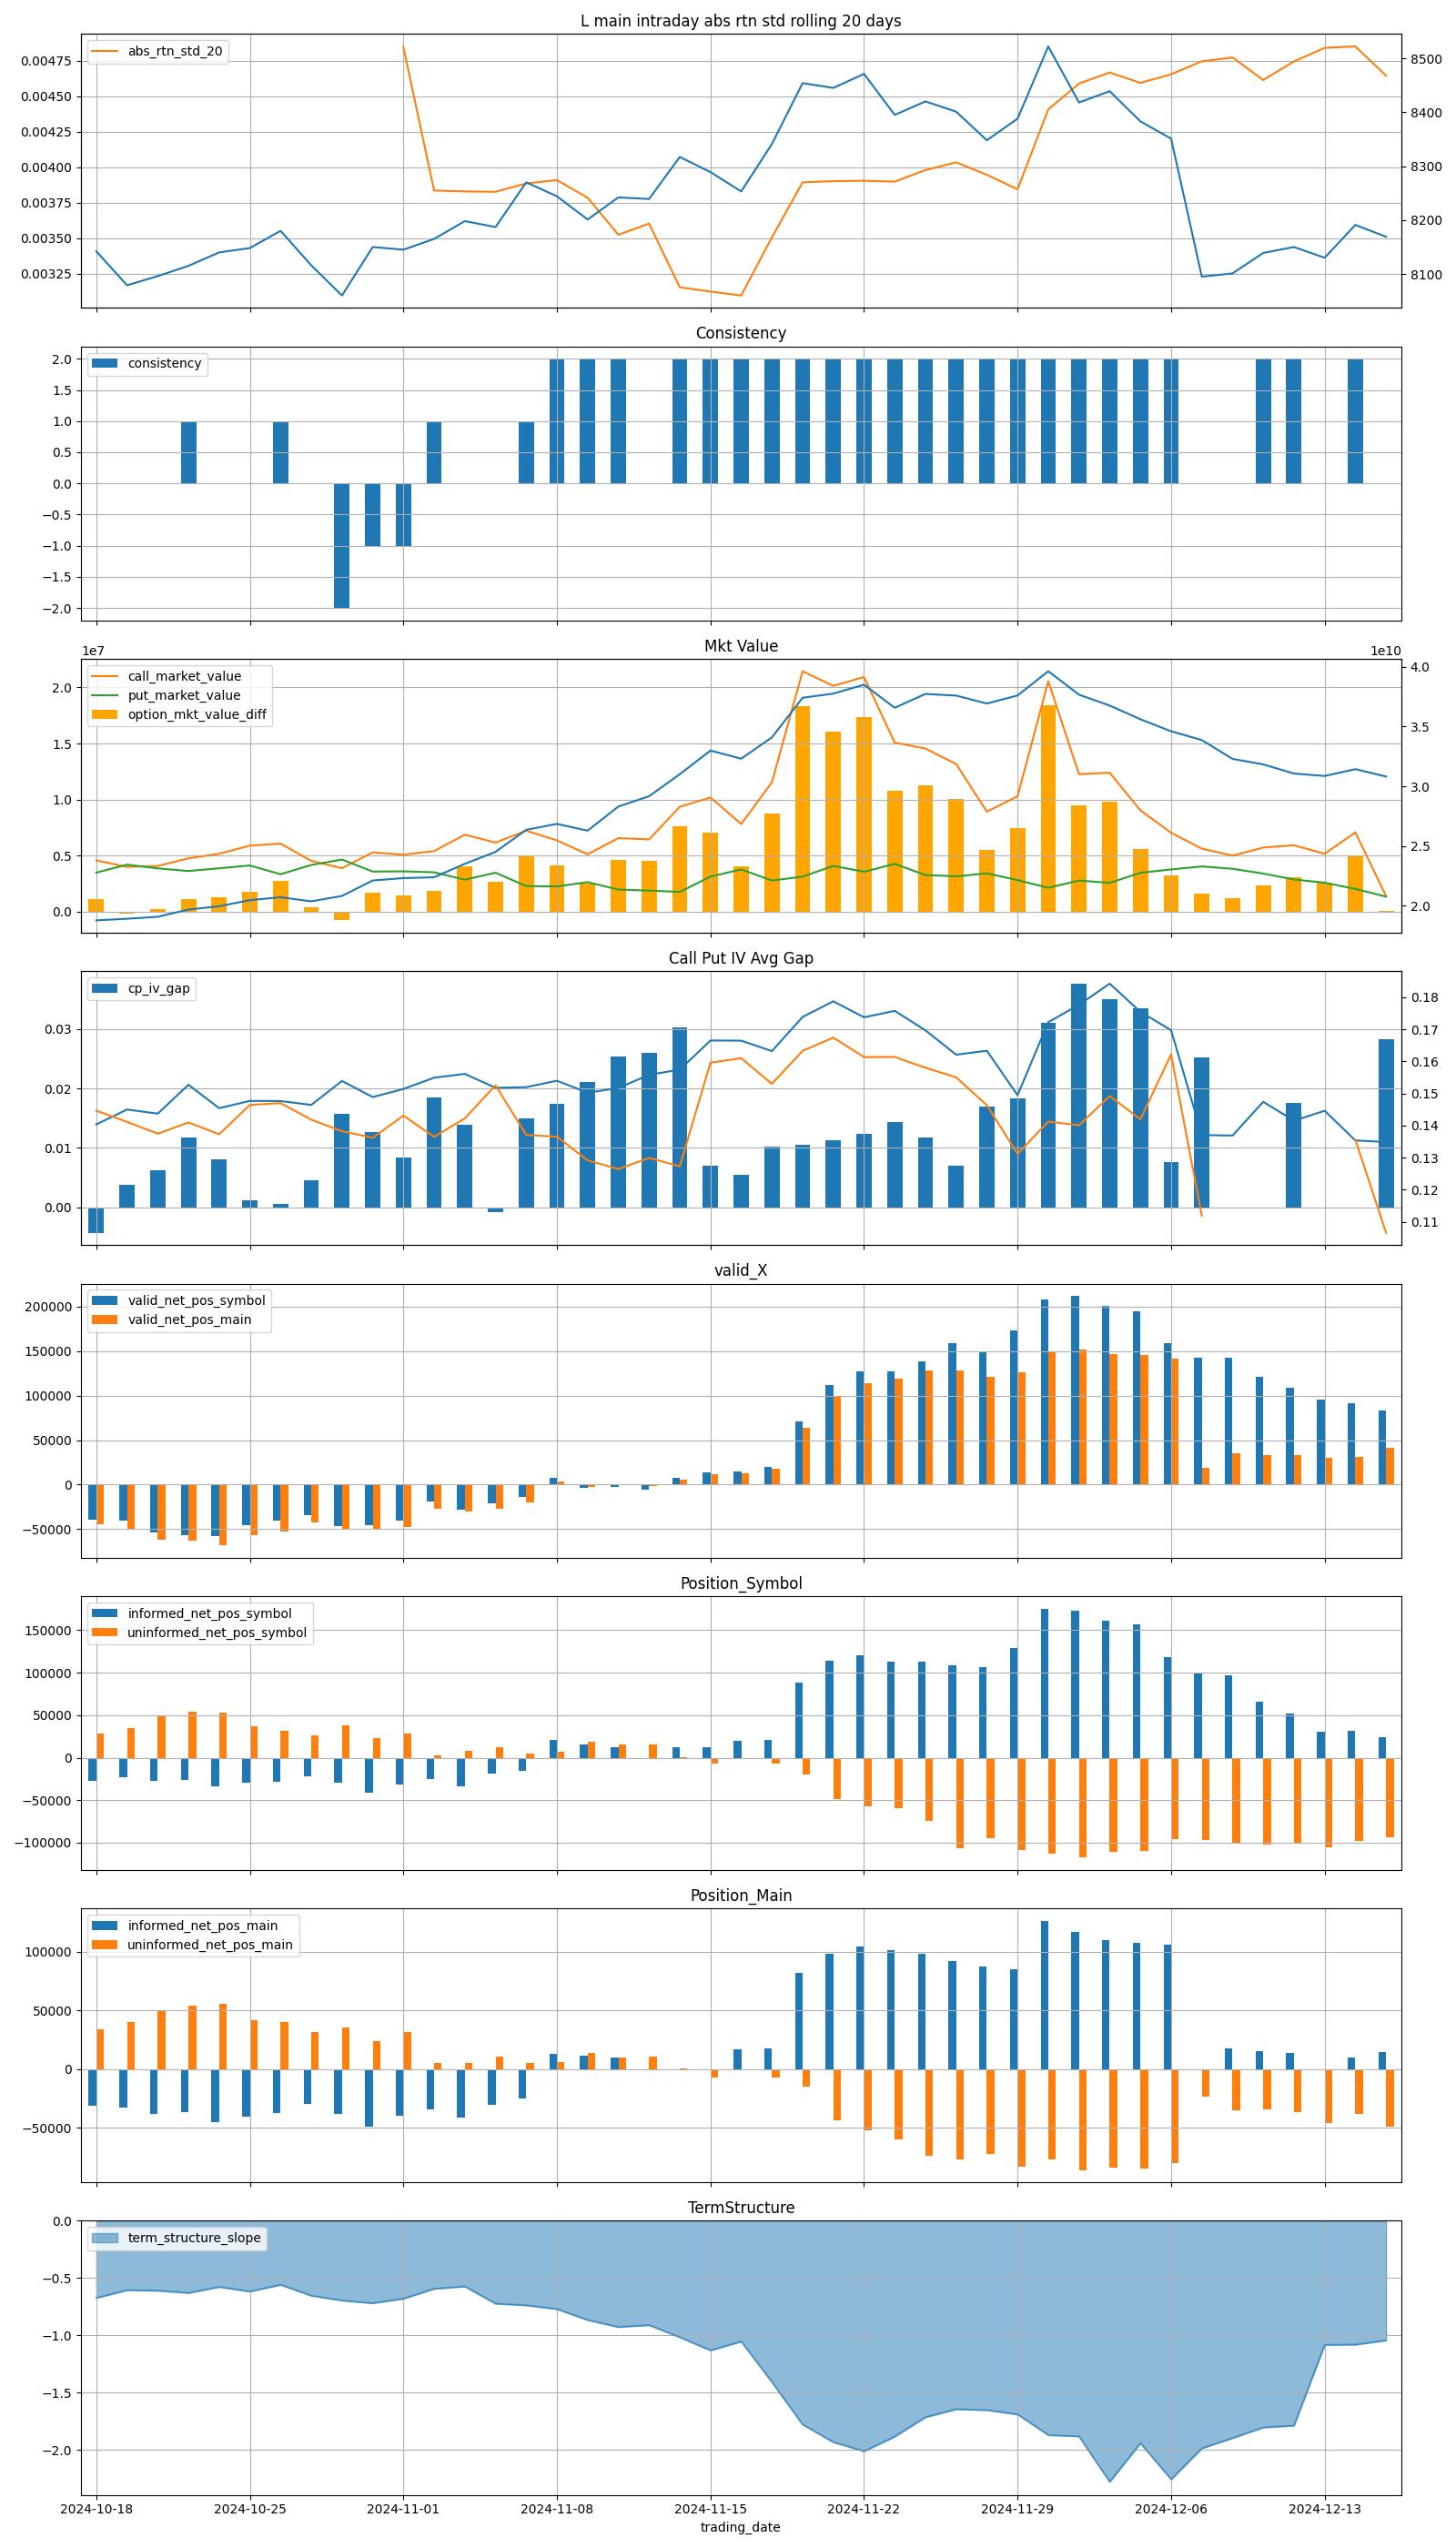 L main intraday abs rtn std rolling 20 days
abs_rtn_std_20
0.00475
0.00450
0.00425
0.00400
0.00375
0.00350
0.00325
8500
8400
8300
8200
8100
Consistency
consistency
2.0
1.5
1.0
0.5
0.0
−0.5
−1.0
−1.5
−2.0
Mkt Value
1e7
1e10
call_market_value
put_market_value
option_mkt_value_diff
2.0
1.5
1.0
0.5
0.0
4.0
3.5
3.0
2.5
2.0
Call Put IV Avg Gap
cp_iv_gap
0.03
0.02
0.01
0.00
0.18
0.17
0.16
0.15
0.14
0.13
0.12
0.11
valid_X
valid_net_pos_symbol
valid_net_pos_main
200000
150000
100000
50000
0
−50000
Position_Symbol
informed_net_pos_symbol
uninformed_net_pos_symbol
150000
100000
50000
0
−50000
−100000
Position_Main
informed_net_pos_main
uninformed_net_pos_main
100000
50000
0
−50000
TermStructure
term_structure_slope
0.0
−0.5
−1.0
−1.5
−2.0
2024-10-18 2024-10-25 2024-11-01 2024-11-08 2024-11-15 2024-11-22 2024-11-29 2024-12-06 2024-12-13
trading_date